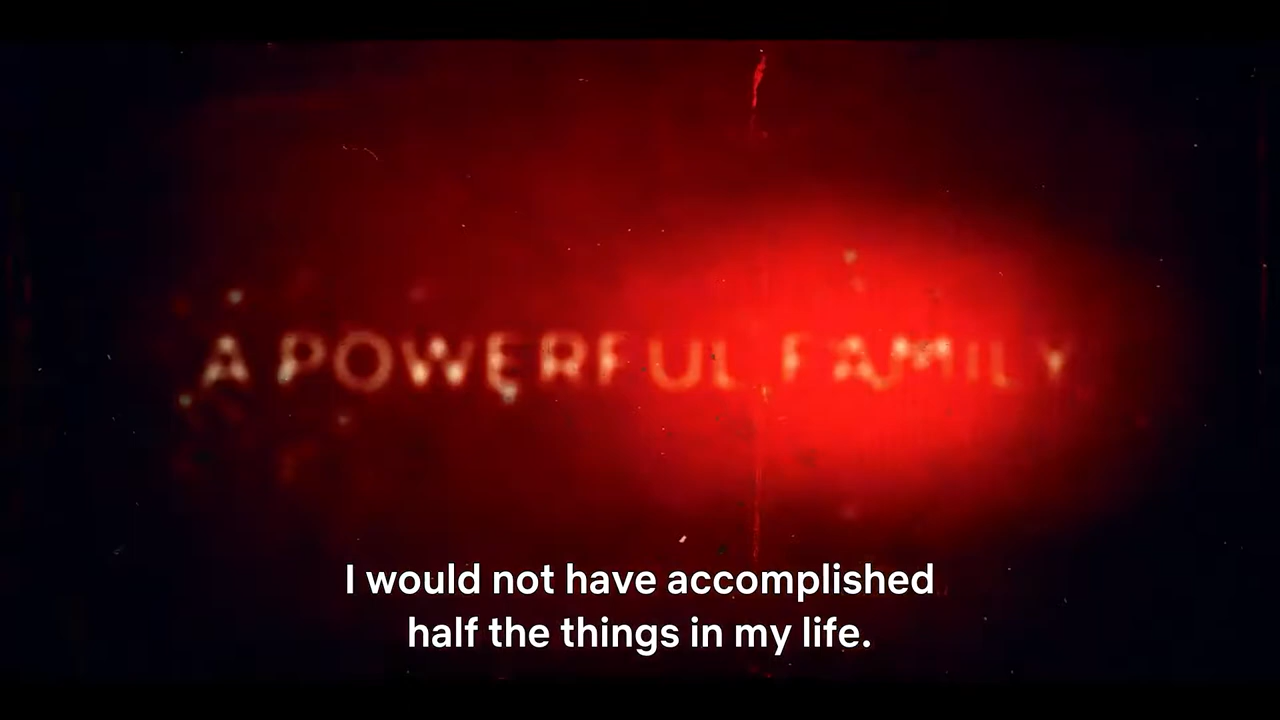 A POWERFUL FAMILY
I would not have accomplished
half the things in my life.